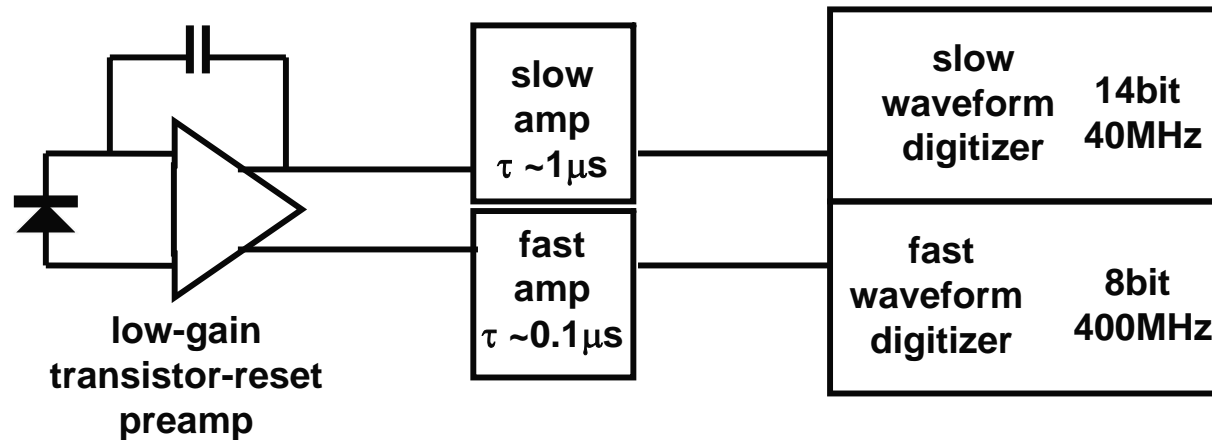 slow
amp
τ ~1μs
fast
amp
τ ~0.1μs
slow
waveform
digitizer
14bit
40MHz
fast
waveform
digitizer
8bit
400MHz
low-gain
transistor-reset
preamp